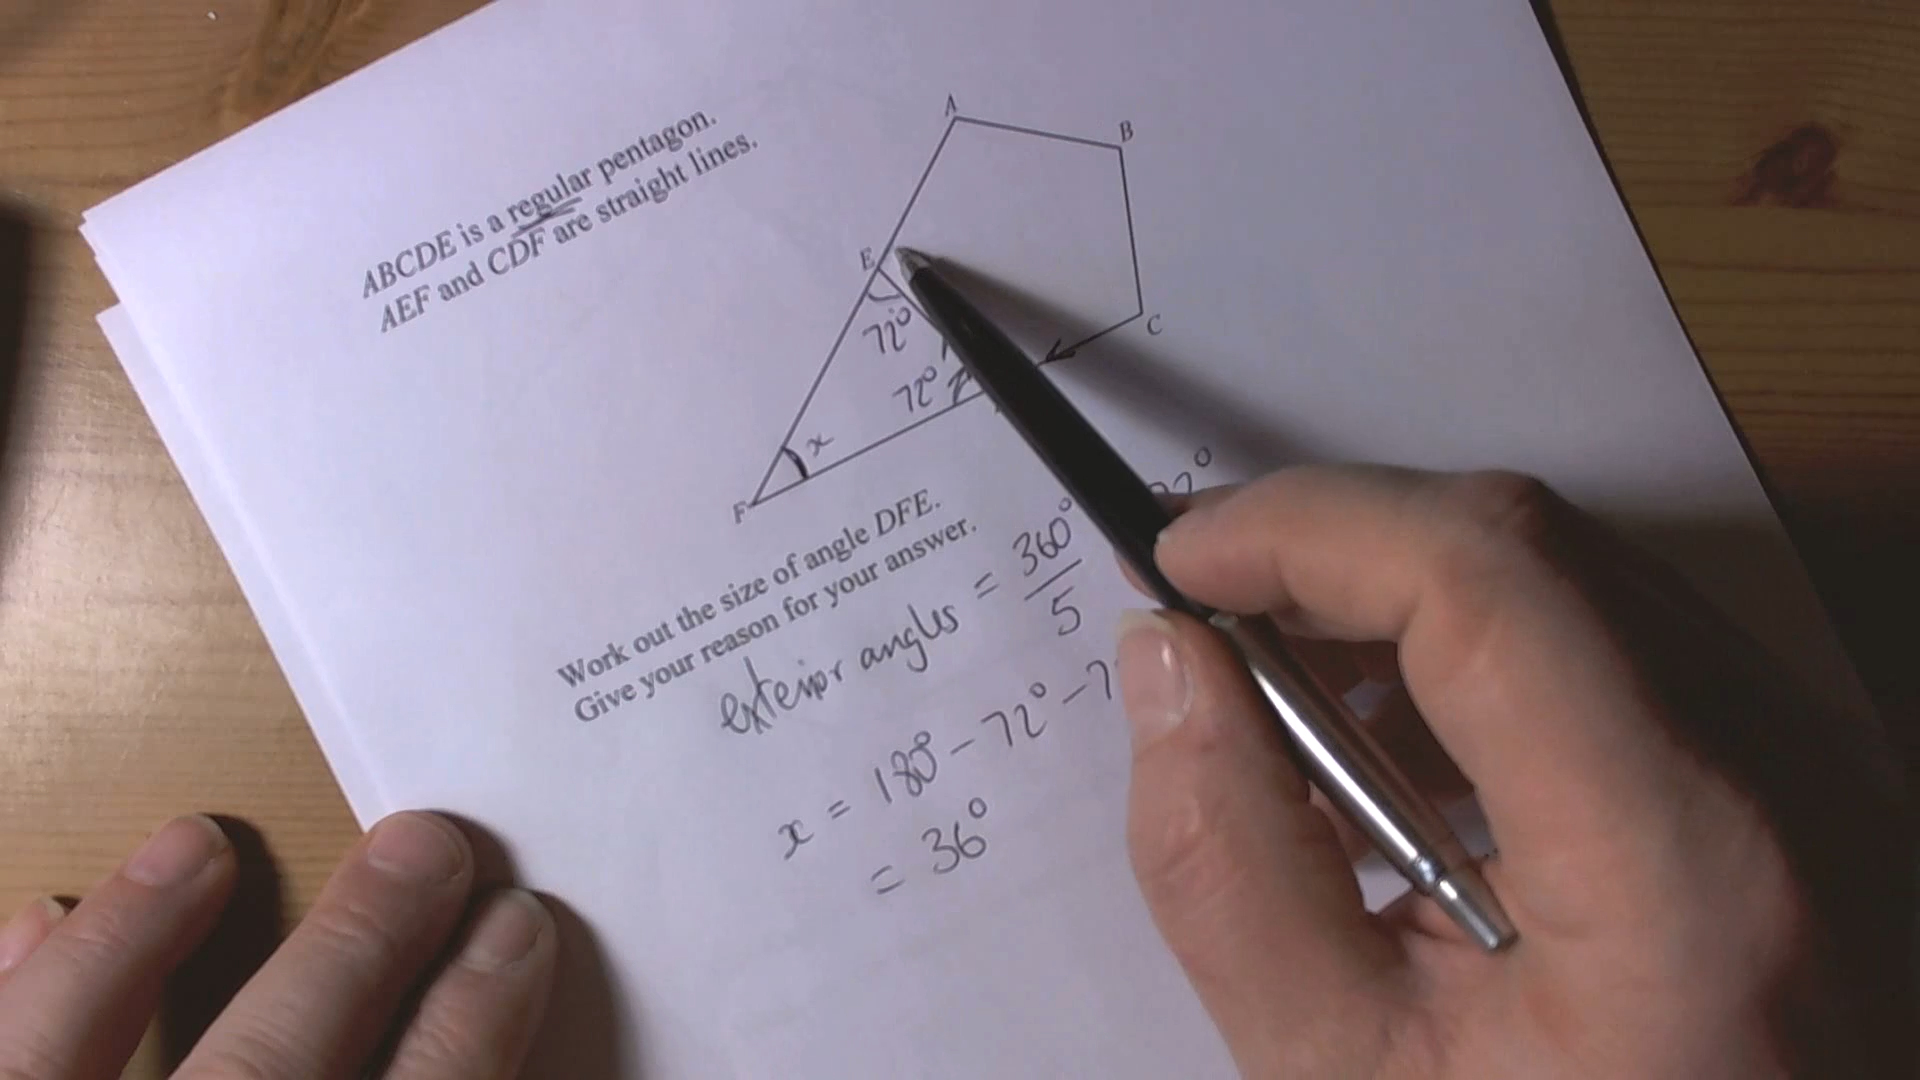 ABCDE is a regular pentagon.
AEF and CDF are straight lines.
A
B
E
72°
C
72°
x
F
Work out the size of angle DFE.
Give your reason for your answer.
exterior angles = 360° / 5
x = 180° - 72° - 7
= 36°